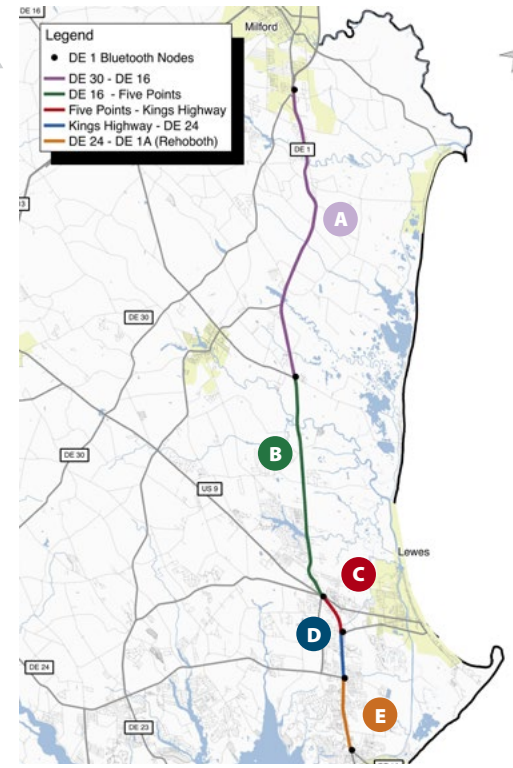 DE 16
Milford
Legend
DE 1 Bluetooth Nodes
DE 30 - DE 16
DE 16 - Five Points
Five Points - Kings Highway
Kings Highway - DE 24
DE 24 - DE 1A (Rehoboth)
DE 1
A
DE 30
B
DE 30
US 9
Lewes
C
D
DE 24
E
DE 23